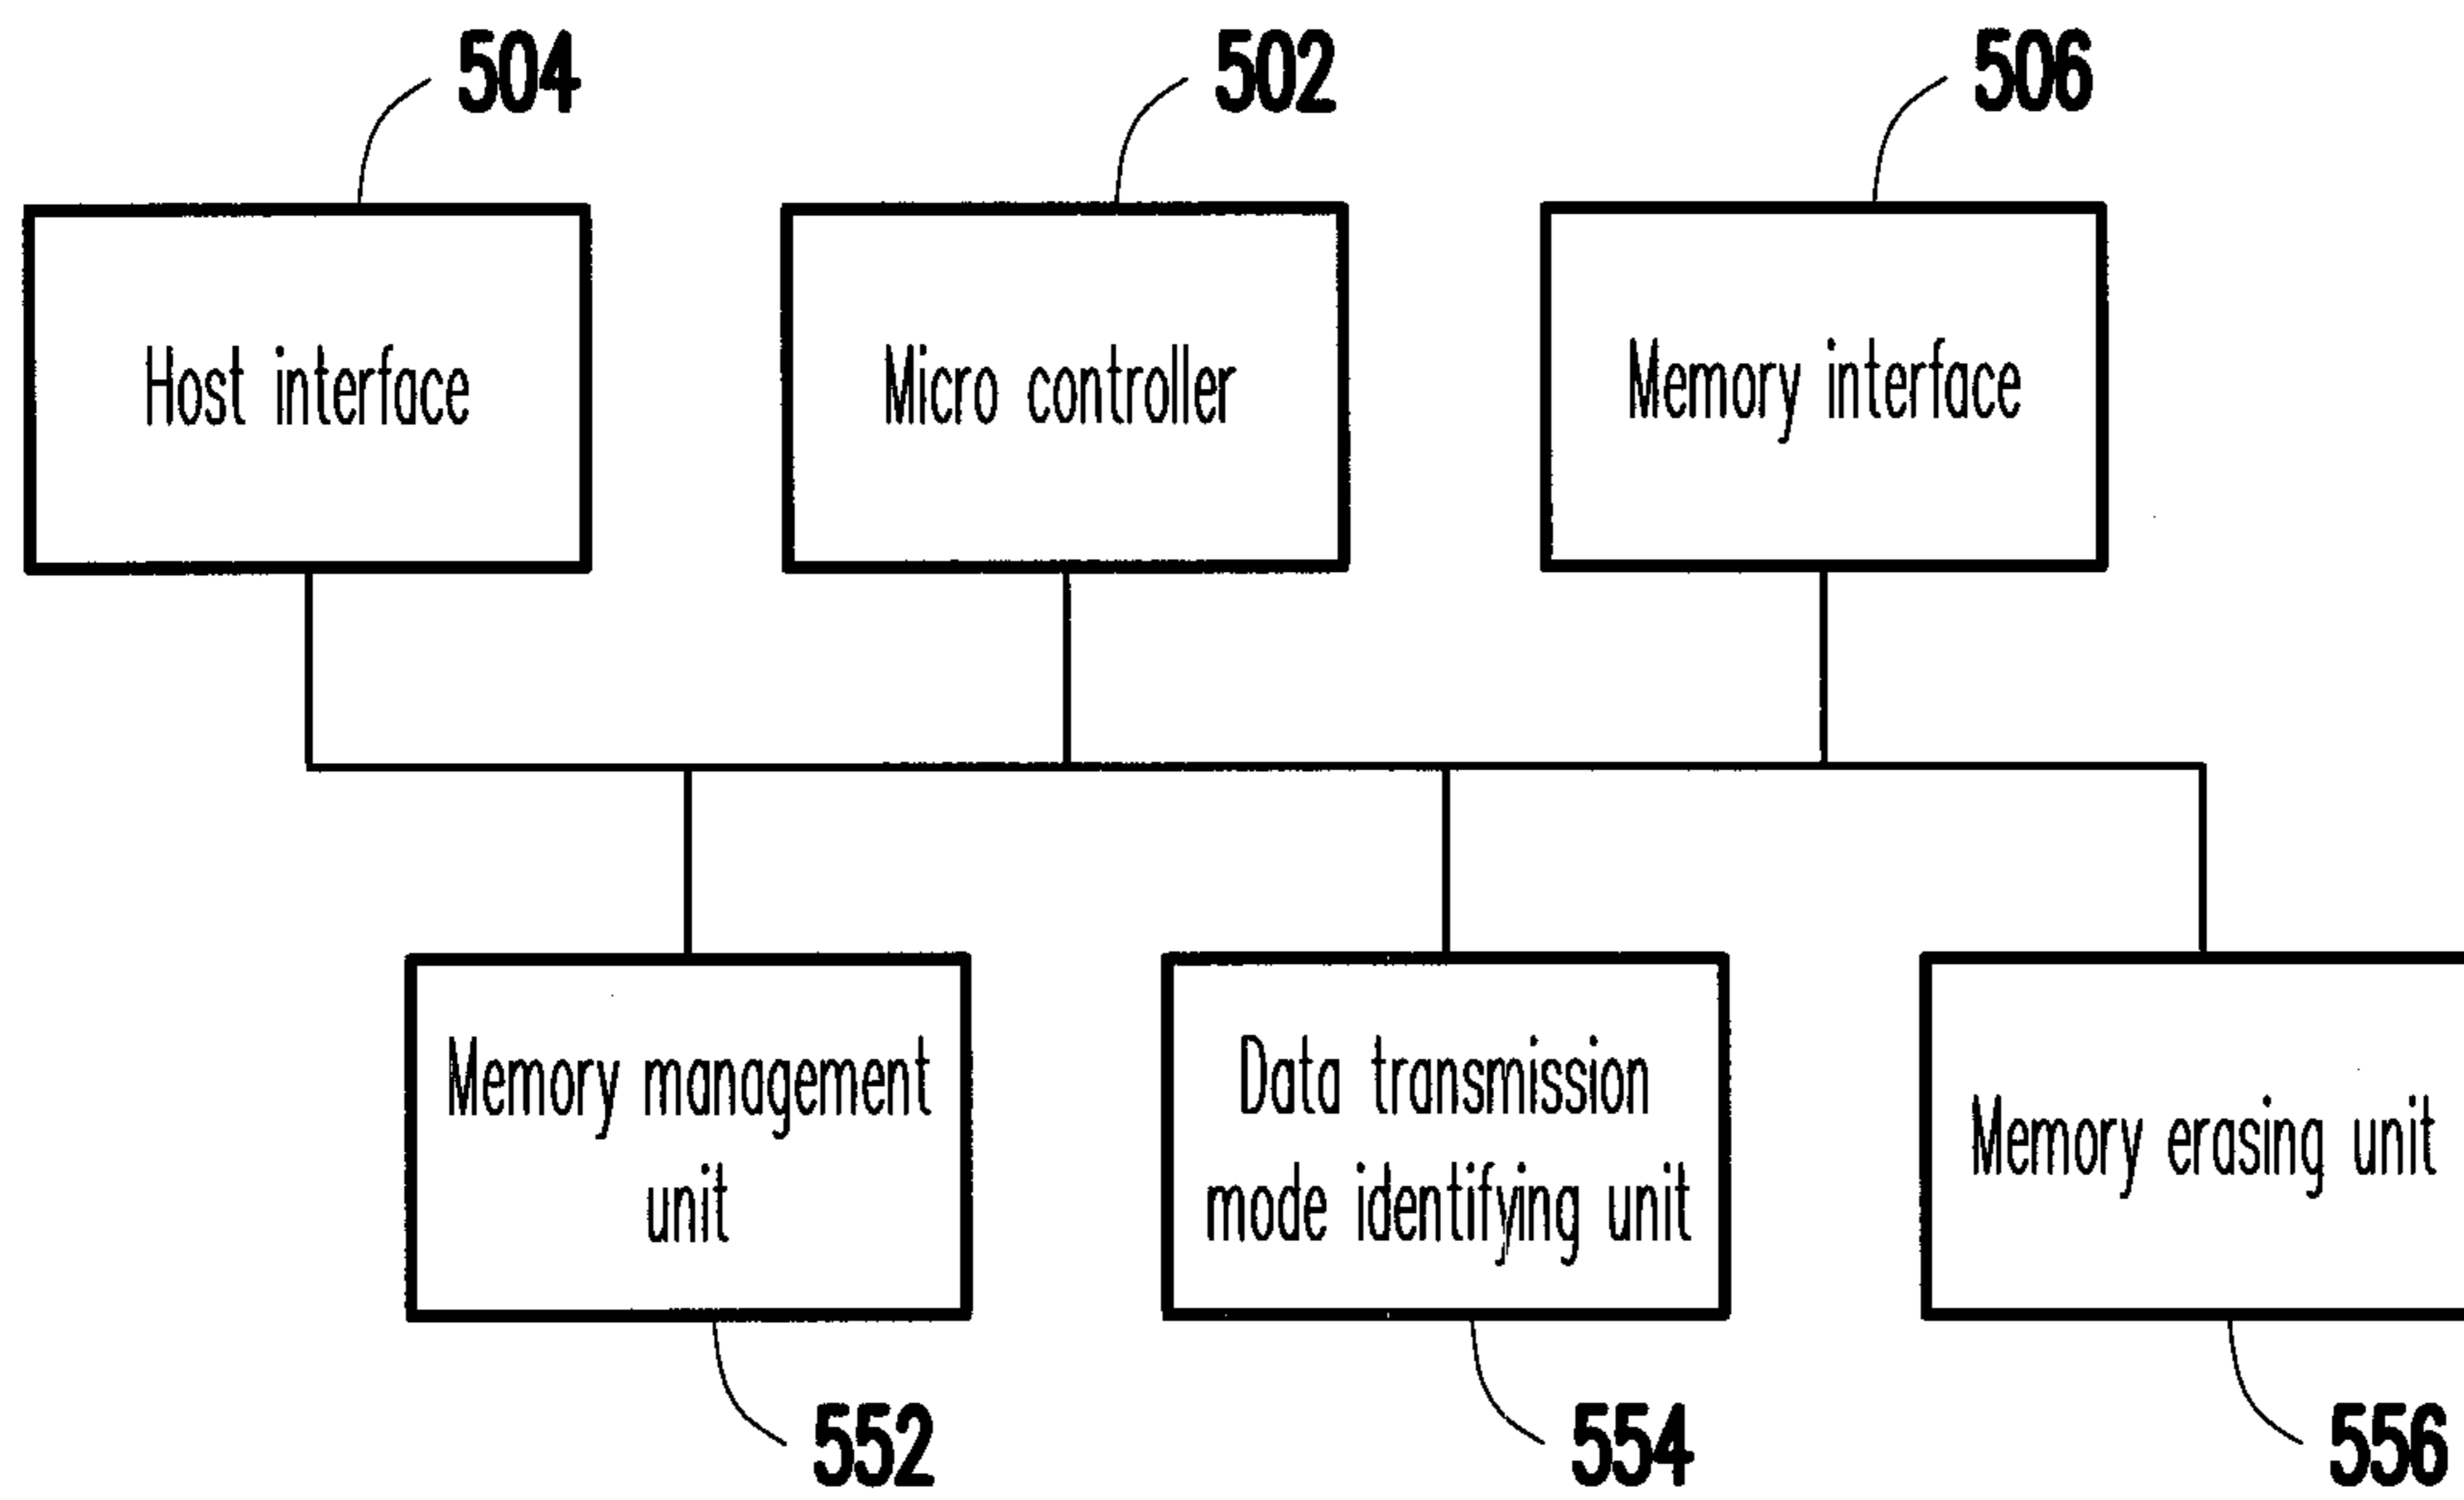 504 502 506
Host interface Micro controller Memory interface
Memory management Data transmission
unit mode identifying unit
Memory erasing unit
552 554 556